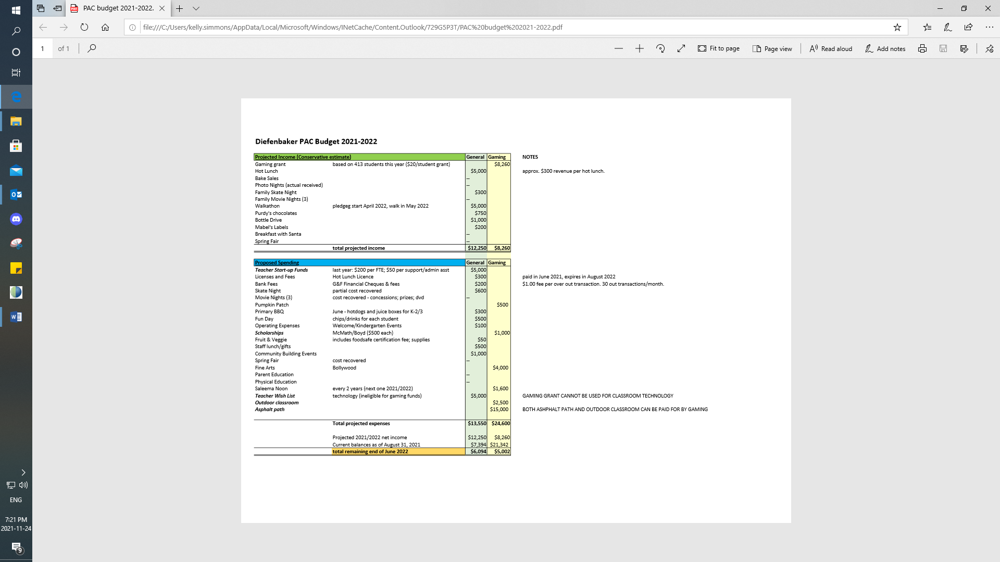 PAC budget 2021-2022.
file:///C:/Users/kelly.simmons/AppData/Local/Microsoft/Windows/INetCache/Content.Outlook/729G5P3T/PAC%20budget%202021-2022.pdf
1 of 1 Fit to page Page view Read aloud Add notes
Diefenbaker PAC Budget 2021-2022
Projected Income (Conservative estimate) General Gaming NOTES
Gaming grant based on 413 students this year ($20/student grant) $8,260
Hot Lunch $5,000 approx. $300 revenue per hot lunch.
Bake Sales --
Photo Nights (actual received) --
Family Skate Night $300
Family Movie Nights (3) --
Walkathon pledgeg start April 2022, walk in May 2022 $5,000
Purdy's chocolates $750
Bottle Drive $1,000
Mabel's Labels $200
Breakfast with Santa --
Spring Fair --
total projected income $12,250 $8,260
Proposed Spending General Gaming
Teacher Start-up Funds last year: $200 per FTE; $50 per support/admin asst $5,000
Licenses and Fees Hot Lunch Licence $300 paid in June 2021, expires in August 2022
Bank Fees G&F Financial Cheques & fees $200 $1.00 fee per over out transaction. 30 out transactions/month.
Skate Night partial cost recovered $600
Movie Nights (3) cost recovered - concessions; prizes; dvd --
Pumpkin Patch $500
Primary BBQ June - hotdogs and juice boxes for K-2/3 $300
Fun Day chips/drinks for each student $500
Operating Expenses Welcome/Kindergarten Events $100
Scholarships McMath/Boyd ($500 each) $1,000
Fruit & Veggie includes foodsafe certification fee; supplies $50
Staff lunch/gifts $500
Community Building Events $1,000
Spring Fair cost recovered --
Fine Arts Bollywood $4,000
Parent Education --
Physical Education --
Saleema Noon every 2 years (next one 2021/2022) $1,600
Teacher Wish List technology (ineligible for gaming funds) $5,000 GAMING GRANT CANNOT BE USED FOR CLASSROOM TECHNOLOGY
Outdoor classroom $2,500
Asphalt path $15,000 BOTH ASHPHALT PATH AND OUTDOOR CLASSROOM CAN BE PAID FOR BY GAMING
Total projected expenses $13,550 $24,600
Projected 2021/2022 net income $12,250 $8,260
Current balances as of August 31, 2021 $7,394 $21,342
total remaining end of June 2022 $6,094 $5,002
ENG
7:21 PM
2021-11-24
9